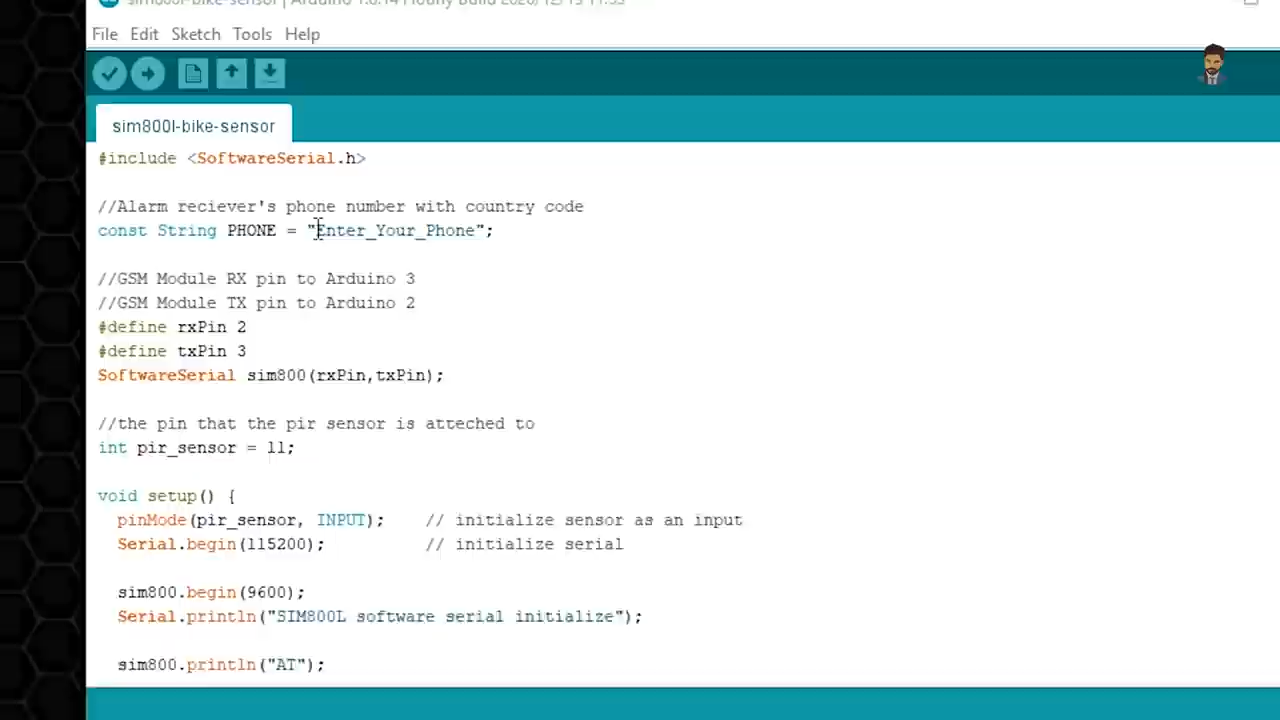 File Edit Sketch Tools Help
sim800l-bike-sensor
#include <SoftwareSerial.h>
//Alarm reciever's phone number with country code
const String PHONE = "Enter_Your_Phone";
//GSM Module RX pin to Arduino 3
//GSM Module TX pin to Arduino 2
#define rxPin 2
#define txPin 3
SoftwareSerial sim800(rxPin,txPin);
//the pin that the pir sensor is atteched to
int pir_sensor = 11;
void setup() {
pinMode(pir_sensor, INPUT); // initialize sensor as an input
Serial.begin(115200); // initialize serial
sim800.begin(9600);
Serial.println("SIM800L software serial initialize");
sim800.println("AT");